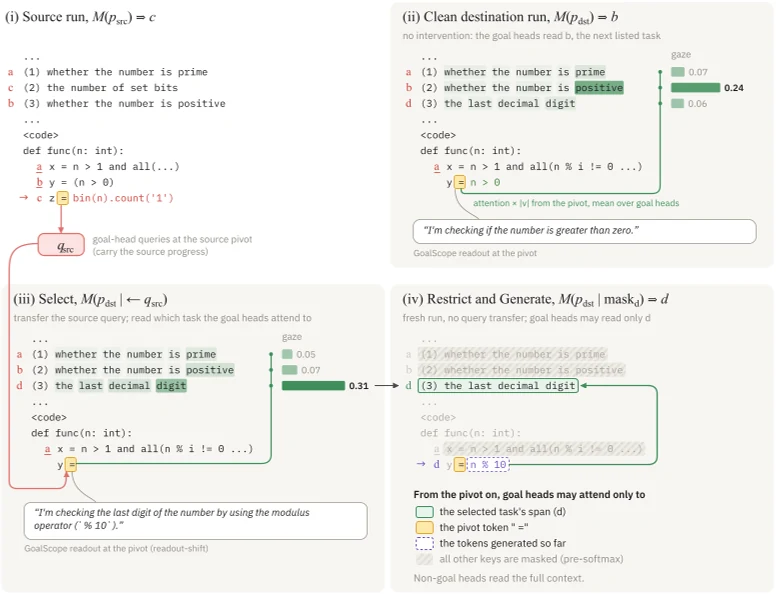 (i) Source run, M(p_src) ⇒ c
...
a (1) whether the number is prime
c (2) the number of set bits
b (3) whether the number is positive
...
<code>
def func(n: int):
a x = n > 1 and all(...)
b y = (n > 0)
→ c z = bin(n).count('1')
q_src
goal-head queries at the source pivot
(carry the source progress)
(ii) Clean destination run, M(p_dst) ⇒ b
no intervention: the goal heads read b, the next listed task
gaze
...
a (1) whether the number is prime 0.07
b (2) whether the number is positive 0.24
d (3) the last decimal digit 0.06
...
<code>
def func(n: int):
a x = n > 1 and all(n % i != 0 ...)
y = n > 0
attention × |v| from the pivot, mean over goal heads
"I'm checking if the number is greater than zero."
GoalScope readout at the pivot
(iii) Select, M(p_dst | ← q_src)
transfer the source query; read which task the goal heads attend to
gaze
...
a (1) whether the number is prime 0.05
b (2) whether the number is positive 0.07
d (3) the last decimal digit 0.31
...
<code>
def func(n: int):
a x = n > 1 and all(n % i != 0 ...)
y =
"I'm checking the last digit of the number by using the modulus
operator (` % 10`)."
GoalScope readout at the pivot (readout-shift)
(iv) Restrict and Generate, M(p_dst | mask_d) ⇒ d
fresh run, no query transfer; goal heads may read only d
...
a (1) whether the number is prime
b (2) whether the number is positive
d (3) the last decimal digit
...
<code>
def func(n: int):
a x = n > 1 and all(n % i != 0 ...)
→ d y = n % 10
From the pivot on, goal heads may attend only to
the selected task's span (d)
the pivot token " ="
the tokens generated so far
all other keys are masked (pre-softmax)
Non-goal heads read the full context.